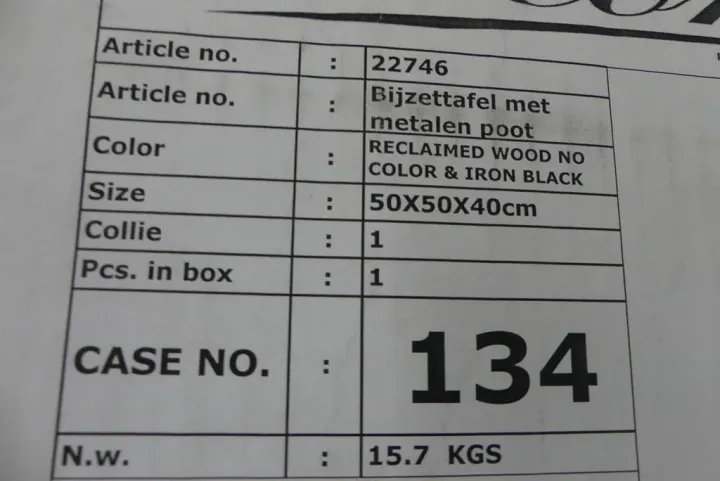 Article no. : 22746
Article no. : Bijzettafel met
metalen poot
Color : RECLAIMED WOOD NO
COLOR & IRON BLACK
Size : 50X50X40cm
Collie : 1
Pcs. in box : 1
CASE NO. : 134
N.w. : 15.7 KGS